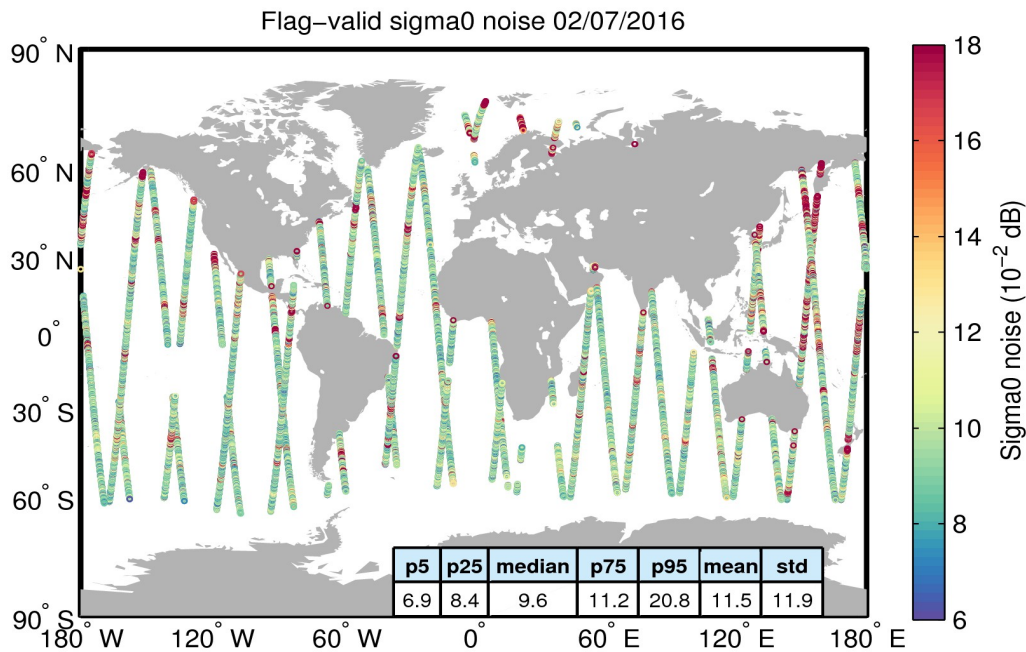 Flag−valid sigma0 noise 02/07/2016
90° N
60° N
30° N
0°
30° S
60° S
90° S
180° W
120° W
60° W
0°
60° E
120° E
180° E
p5 p25 median p75 p95 mean std
6.9 8.4 9.6 11.2 20.8 11.5 11.9
18
16
14
12
10
8
6
Sigma0 noise (10−2 dB)